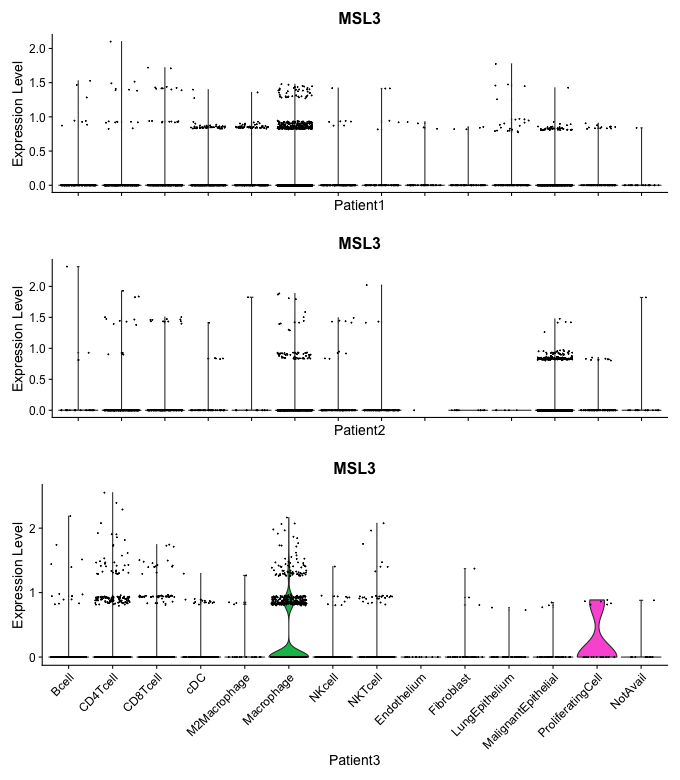 MSL3
Expression Level
2.0
1.5
1.0
0.5
0.0
Patient1
MSL3
Expression Level
2.0
1.5
1.0
0.5
0.0
Patient2
MSL3
Expression Level
2
1
0
Bcell
CD4Tcell
CD8Tcell
cDC
M2Macrophage
Macrophage
NKcell
NKTcell
Endothelium
Fibroblast
LungEpithelium
MalignantEpithelial
ProliferatingCell
NotAvail
Patient3